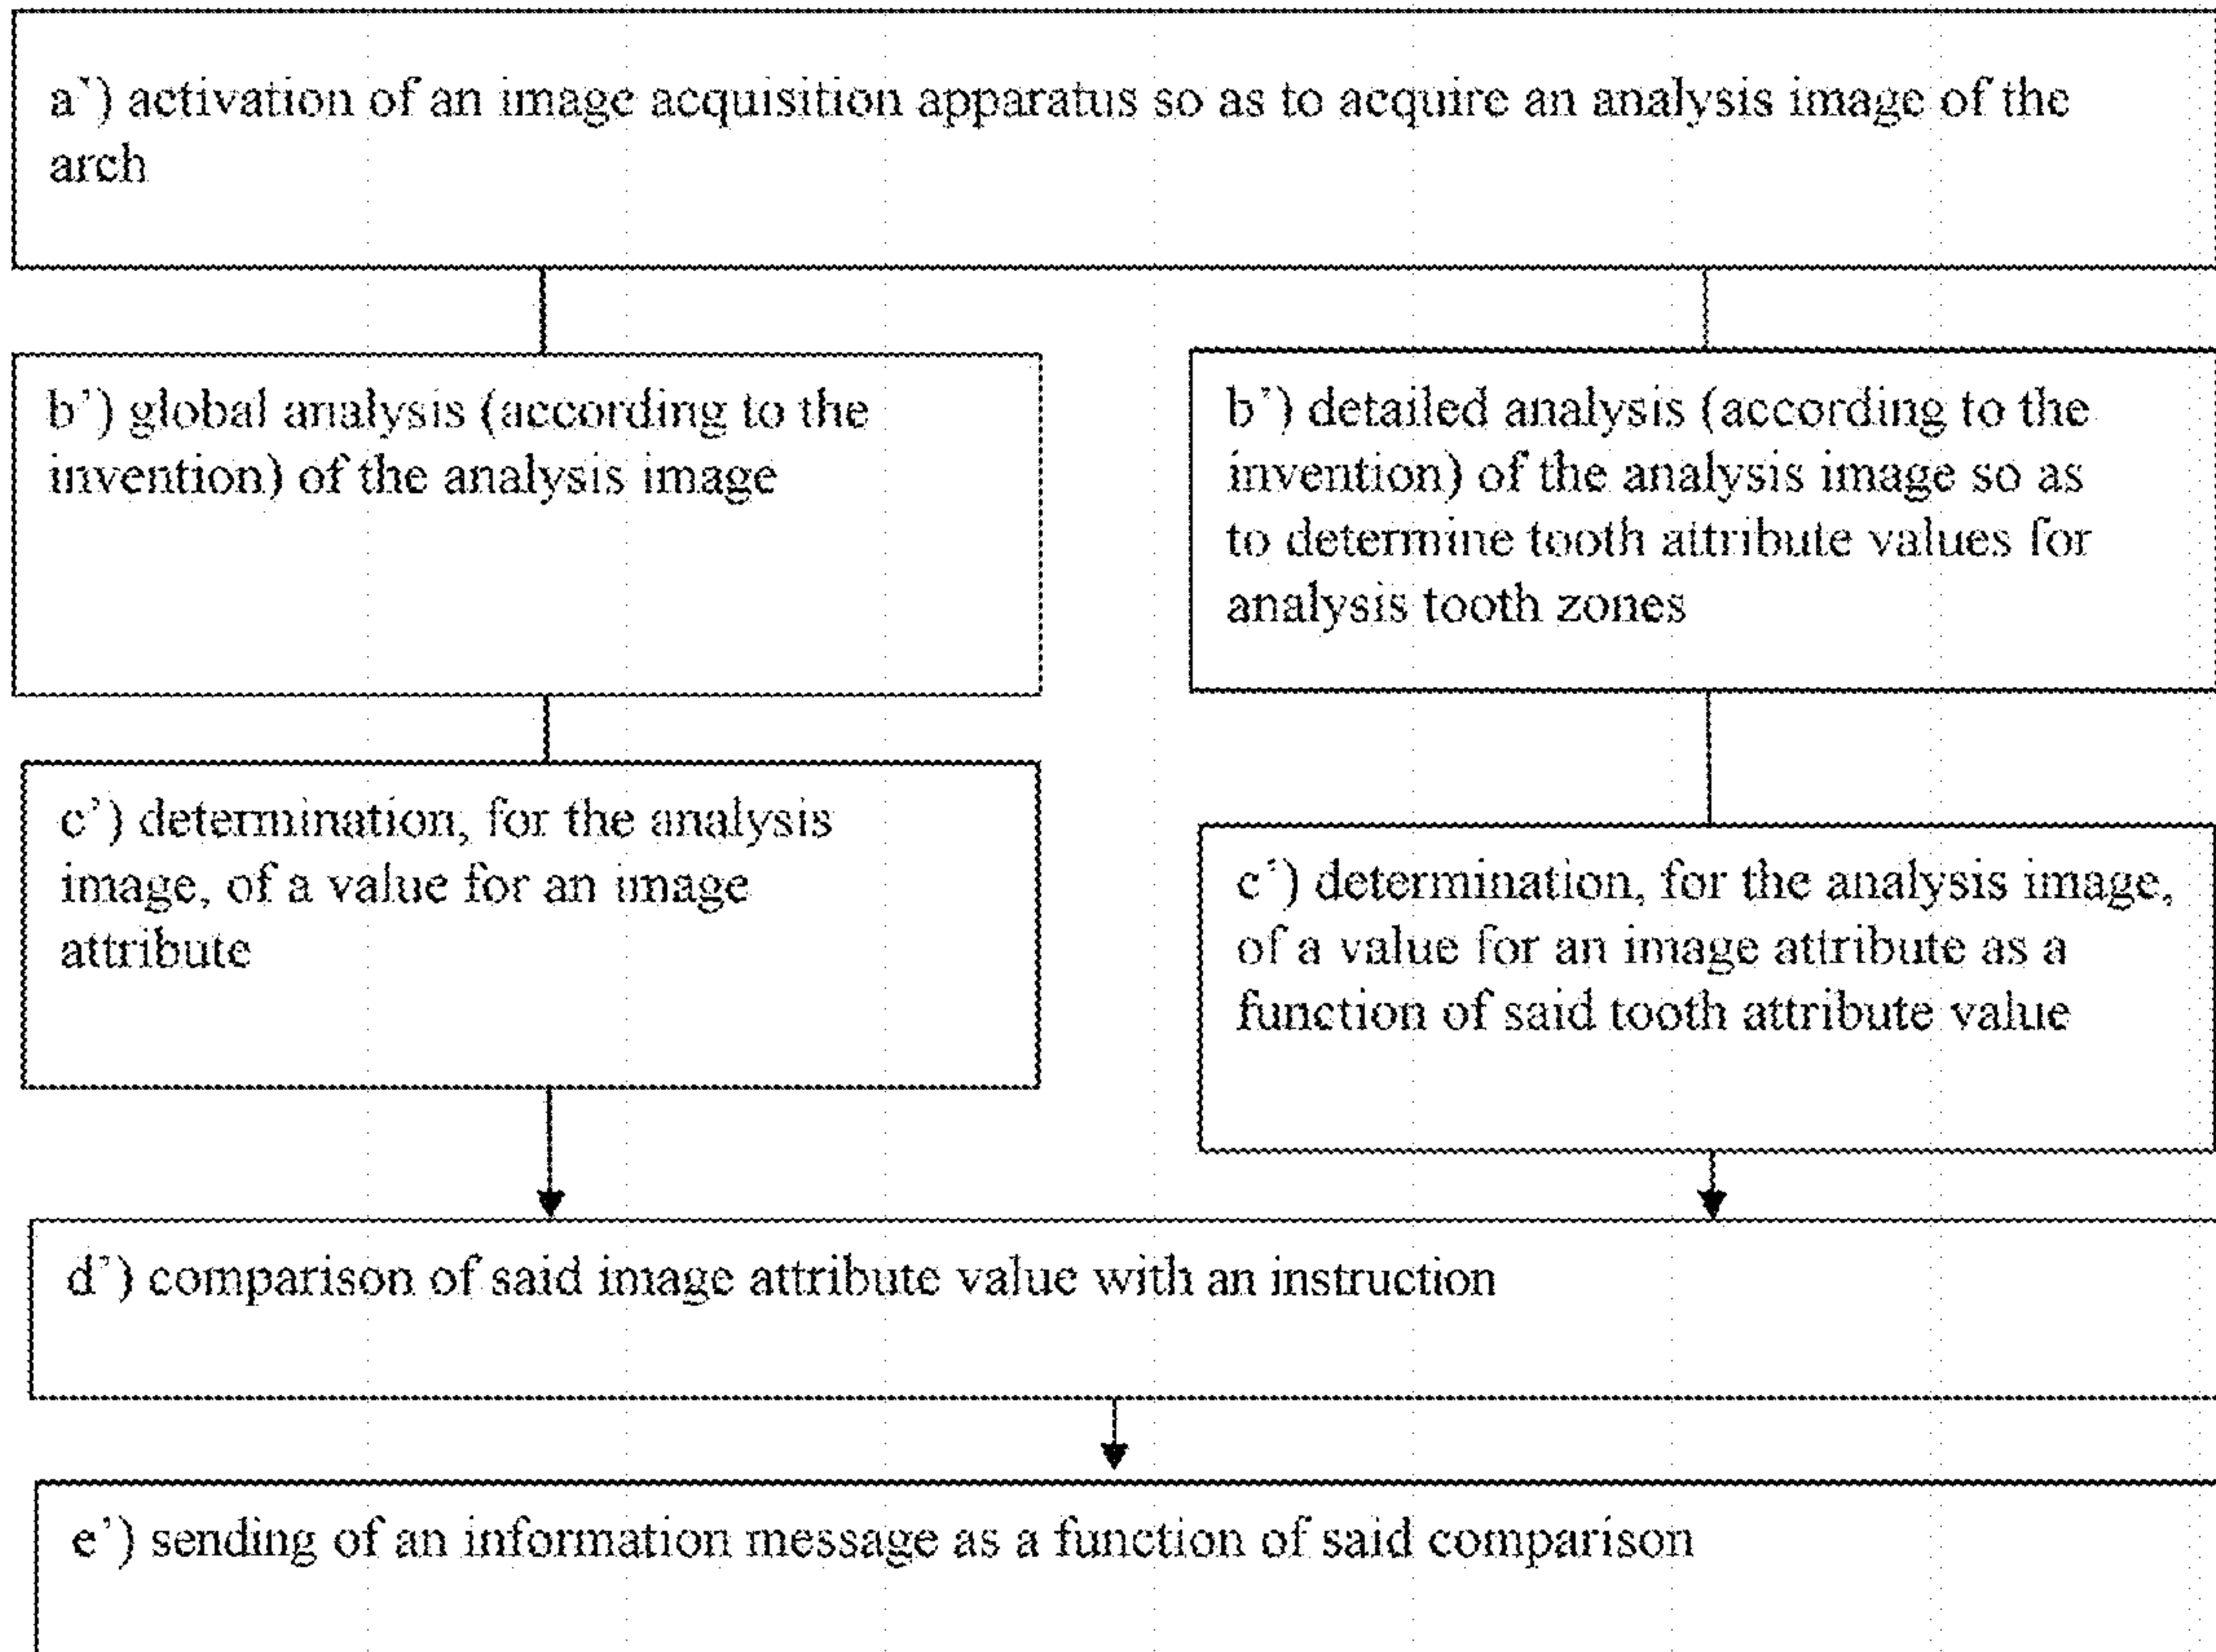 a’) activation of an image acquisition apparatus so as to acquire an analysis image of the
arch
b’) global analysis (according to the
invention) of the analysis image
b’) detailed analysis (according to the
invention) of the analysis image so as
to determine tooth attribute values for
analysis tooth zones
c’) determination, for the analysis
image, of a value for an image
attribute
c’) determination, for the analysis image,
of a value for an image attribute as a
function of said tooth attribute value
d’) comparison of said image attribute value with an instruction
e’) sending of an information message as a function of said comparison